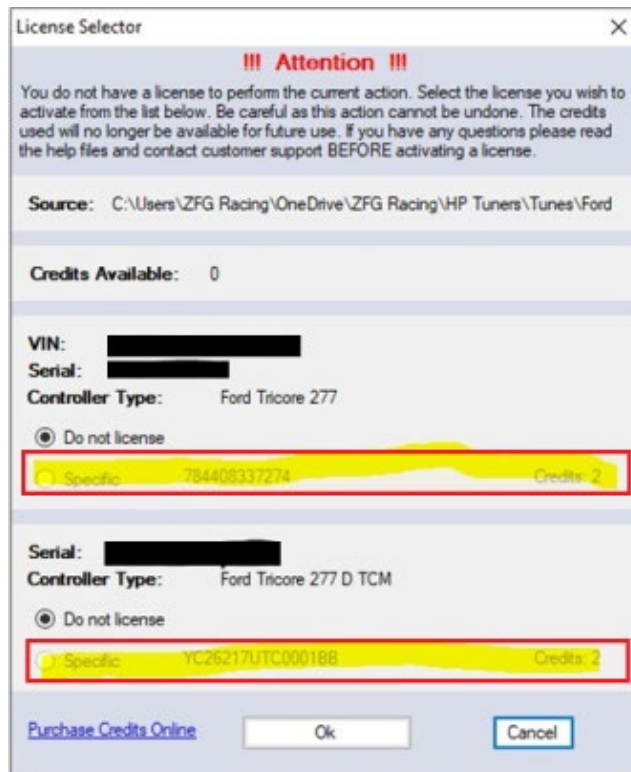 License Selector
!!! Attention !!!
You do not have a license to perform the current action. Select the license you wish to
activate from the list below. Be careful as this action cannot be undone. The credits
used will no longer be available for future use. If you have any questions please read
the help files and contact customer support BEFORE activating a license.
Source: C:\Users\ZFG Racing\OneDrive\ZFG Racing\HP Tuners\Tunes\Ford
Credits Available: 0
VIN:
Serial:
Controller Type: Ford Tricore 277
Do not license
Specific 784408337274 Credits: 2
Serial:
Controller Type: Ford Tricore 277 D TCM
Do not license
Specific YC26217UTC0001BB Credits: 2
Purchase Credits Online Ok Cancel